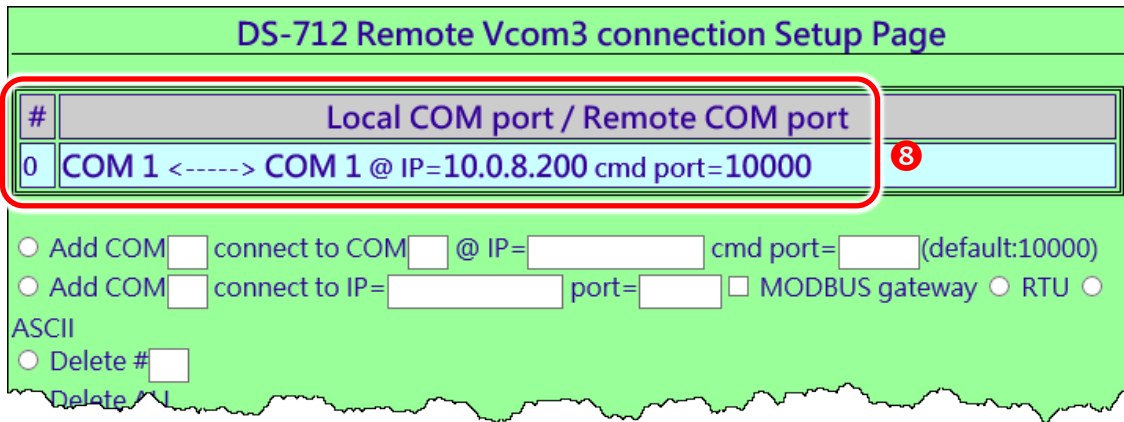 DS-712 Remote Vcom3 connection Setup Page
# Local COM port / Remote COM port
0 COM 1 <-----> COM 1 @ IP=10.0.8.200 cmd port=10000
8
Add COM connect to COM @ IP= cmd port= (default:10000)
Add COM connect to IP= port= MODBUS gateway RTU
ASCII
Delete #
Delete ALL